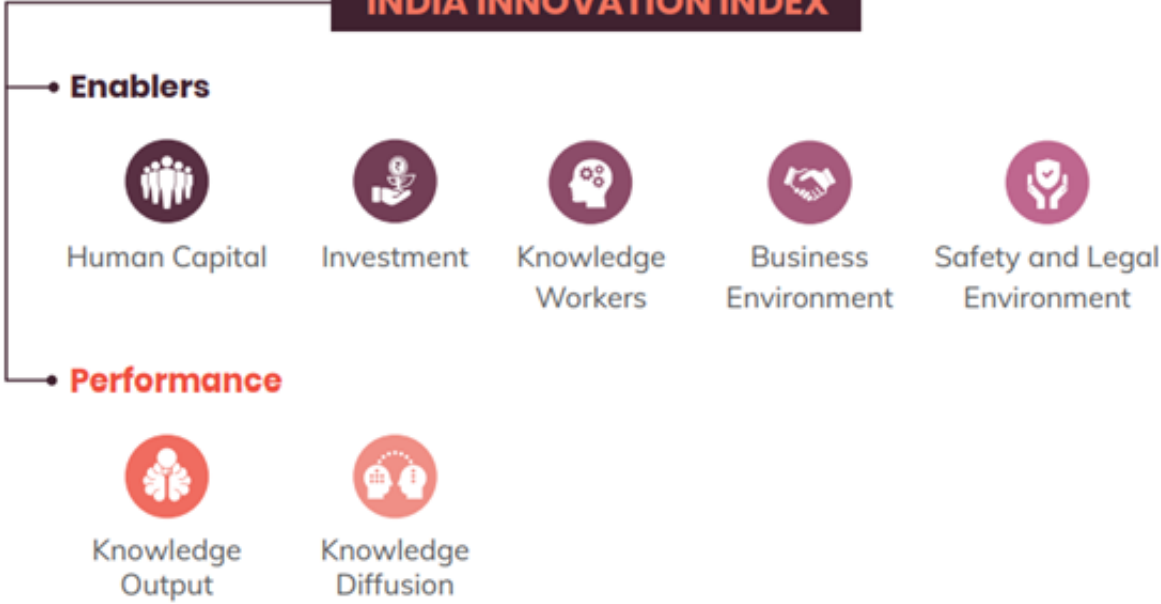 INDIA INNOVATION INDEX
Enablers
Human Capital
Investment
Knowledge
Workers
Business
Environment
Safety and Legal
Environment
Performance
Knowledge
Output
Knowledge
Diffusion